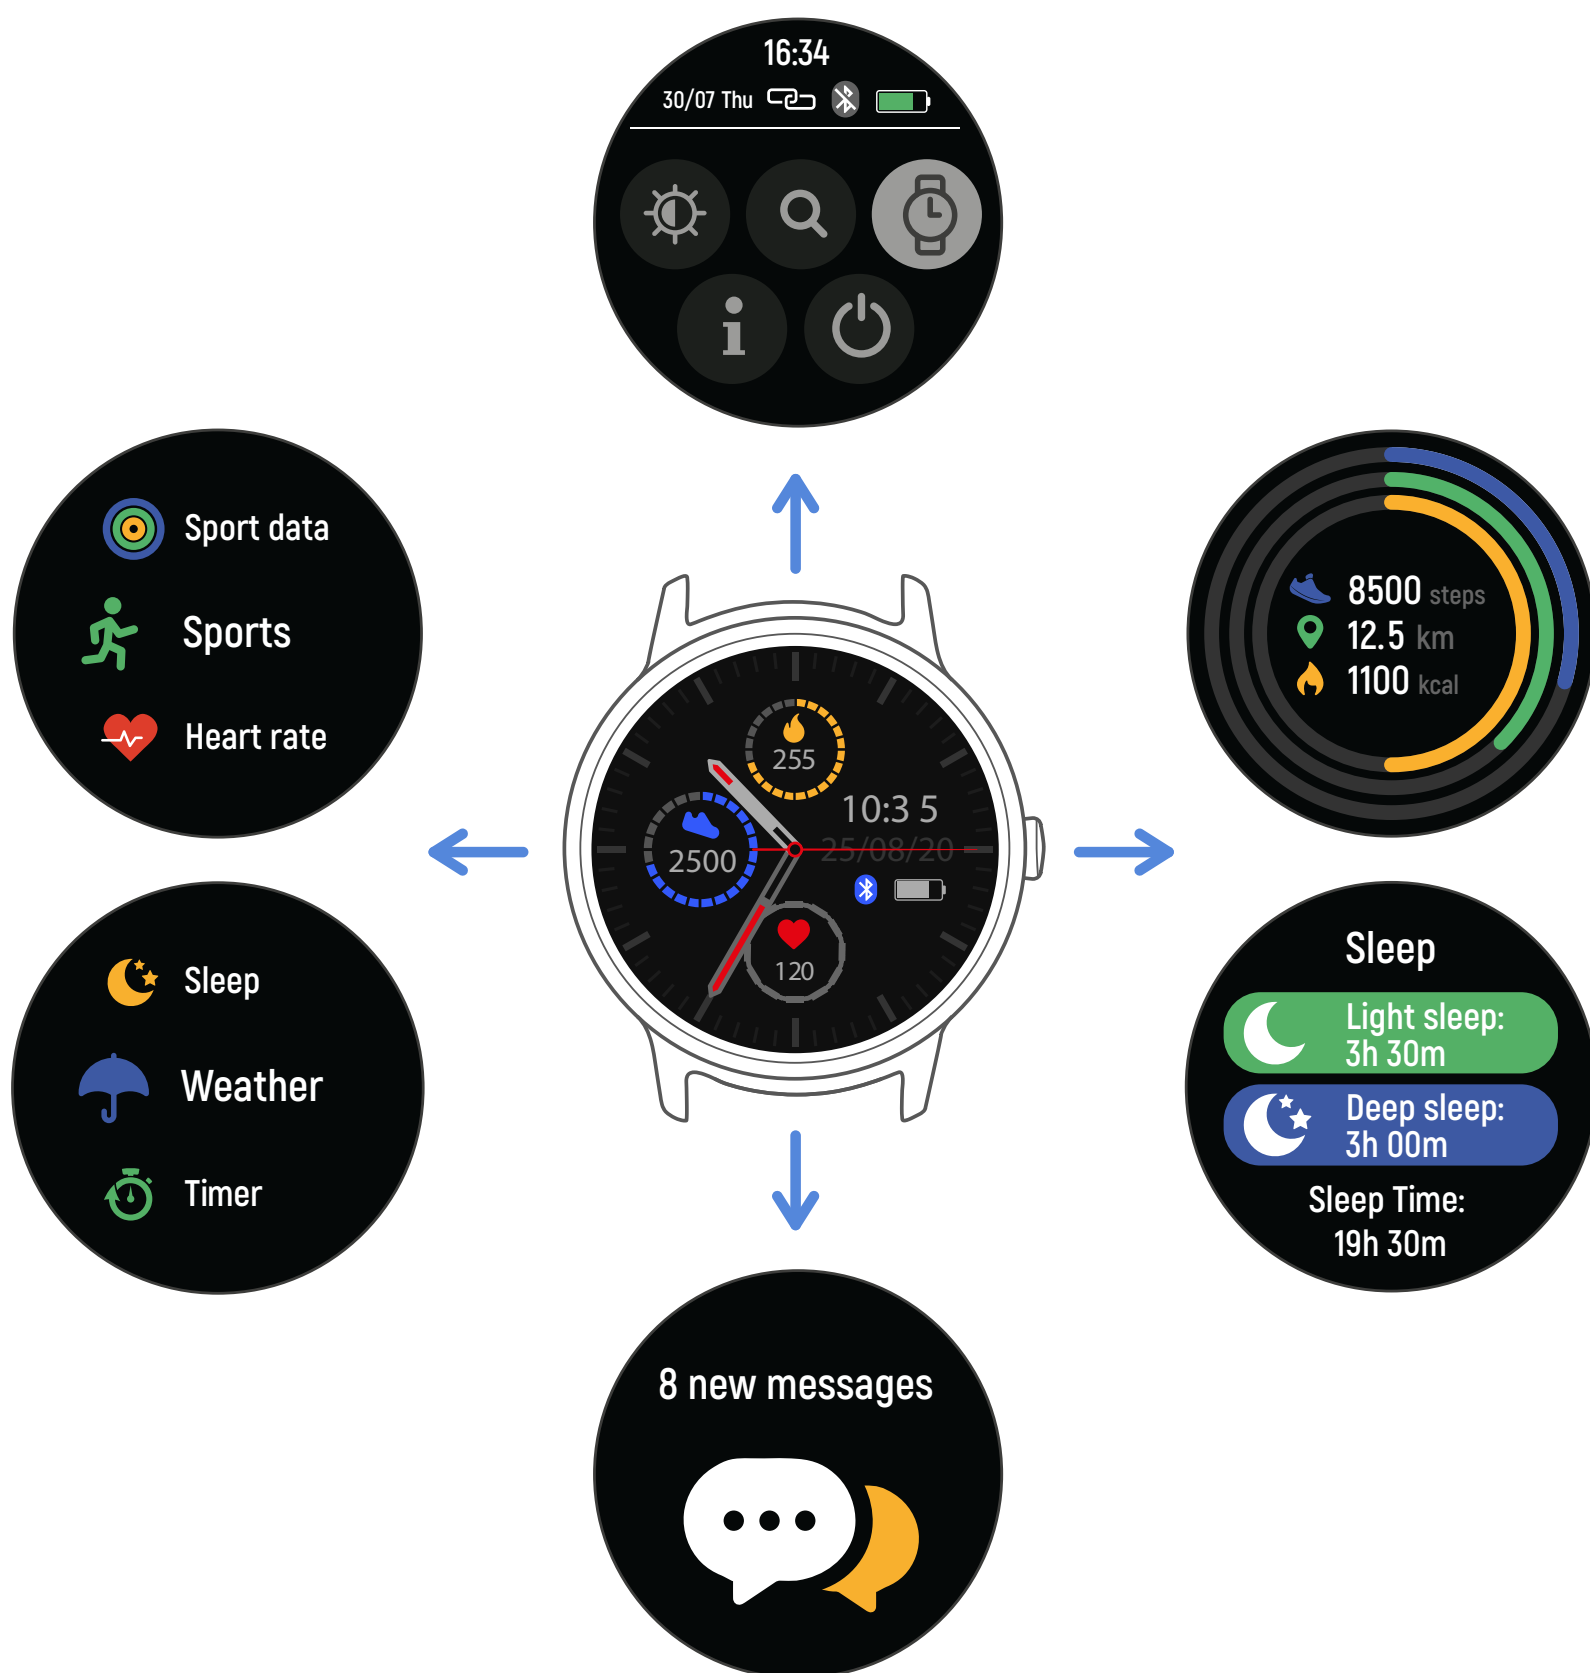 16:34
30/07 Thu
Sport data
Sports
Heart rate
8500 steps
12.5 km
1100 kcal
255
10:3 5
25/08/20
2500
120
Sleep
Weather
Timer
Sleep
Light sleep:
3h 30m
Deep sleep:
3h 00m
Sleep Time:
19h 30m
8 new messages